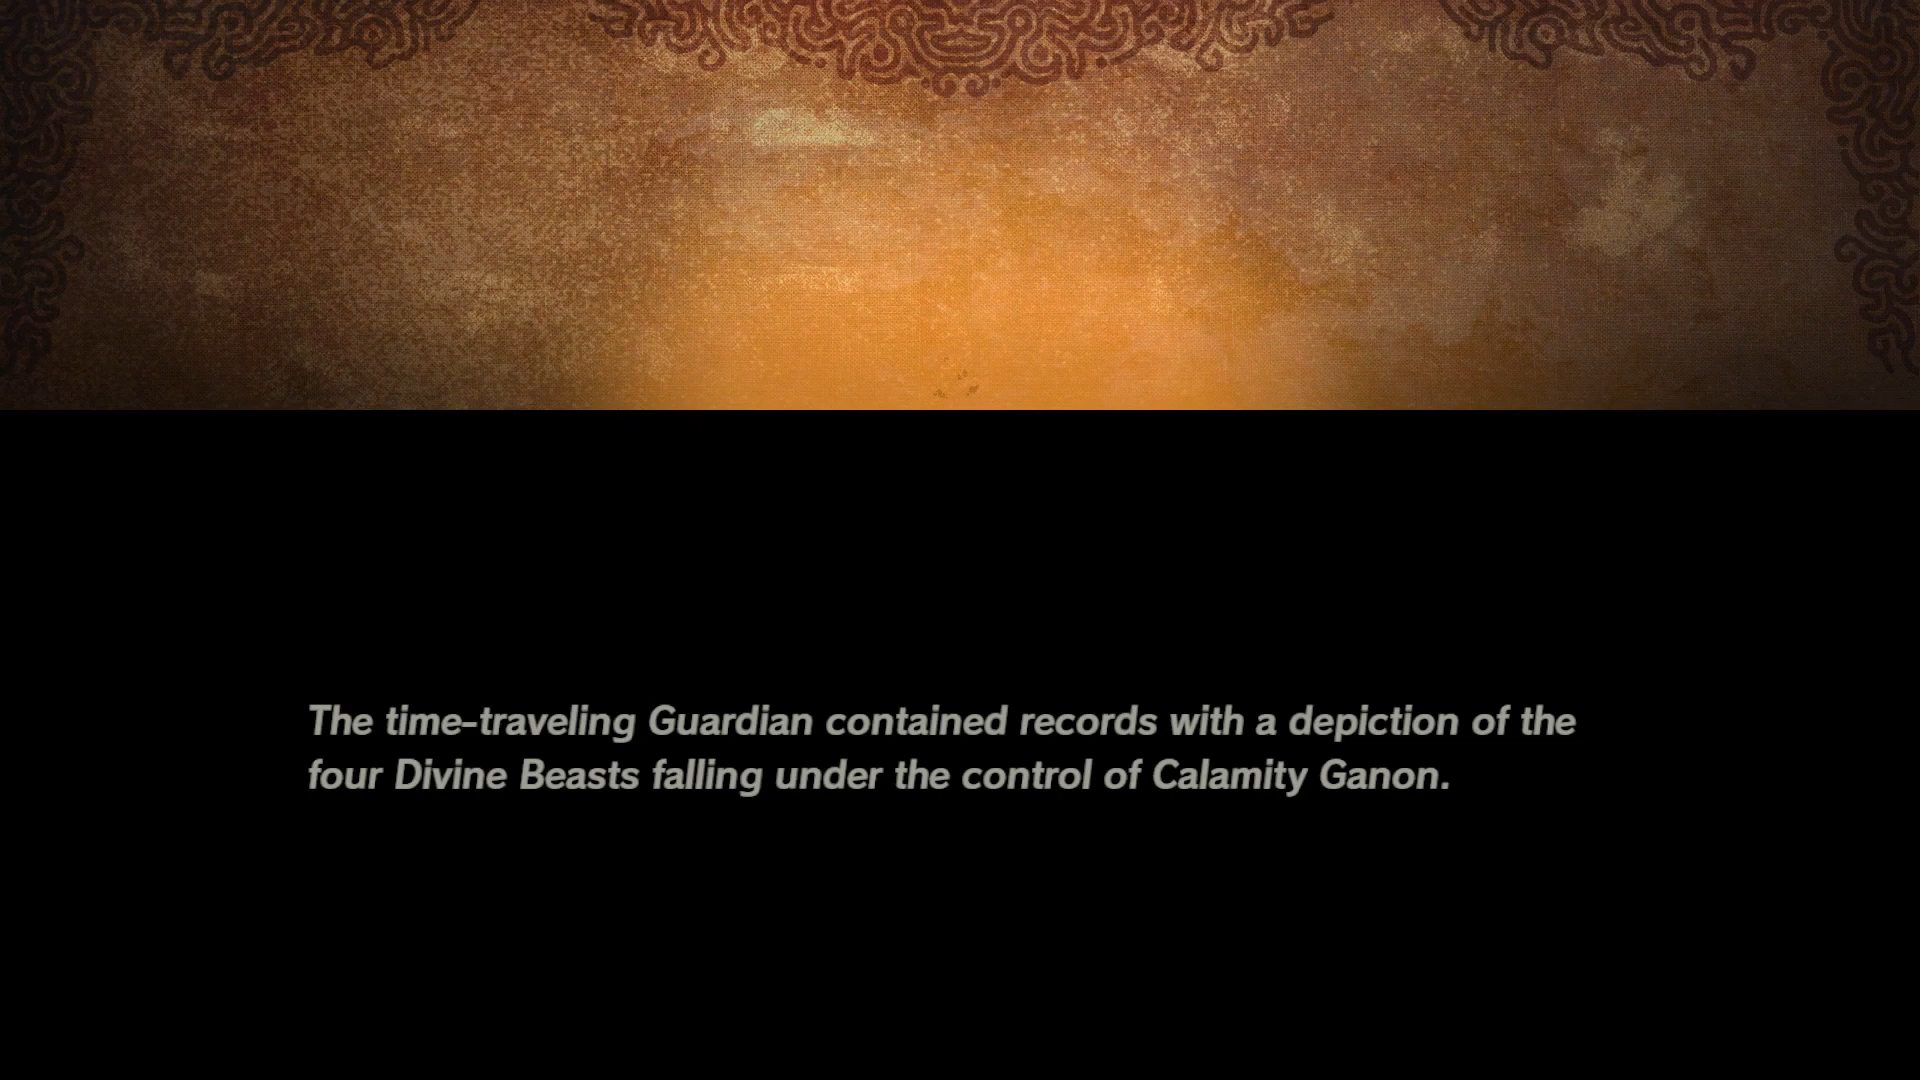 The time-traveling Guardian contained records with a depiction of the
four Divine Beasts falling under the control of Calamity Ganon.